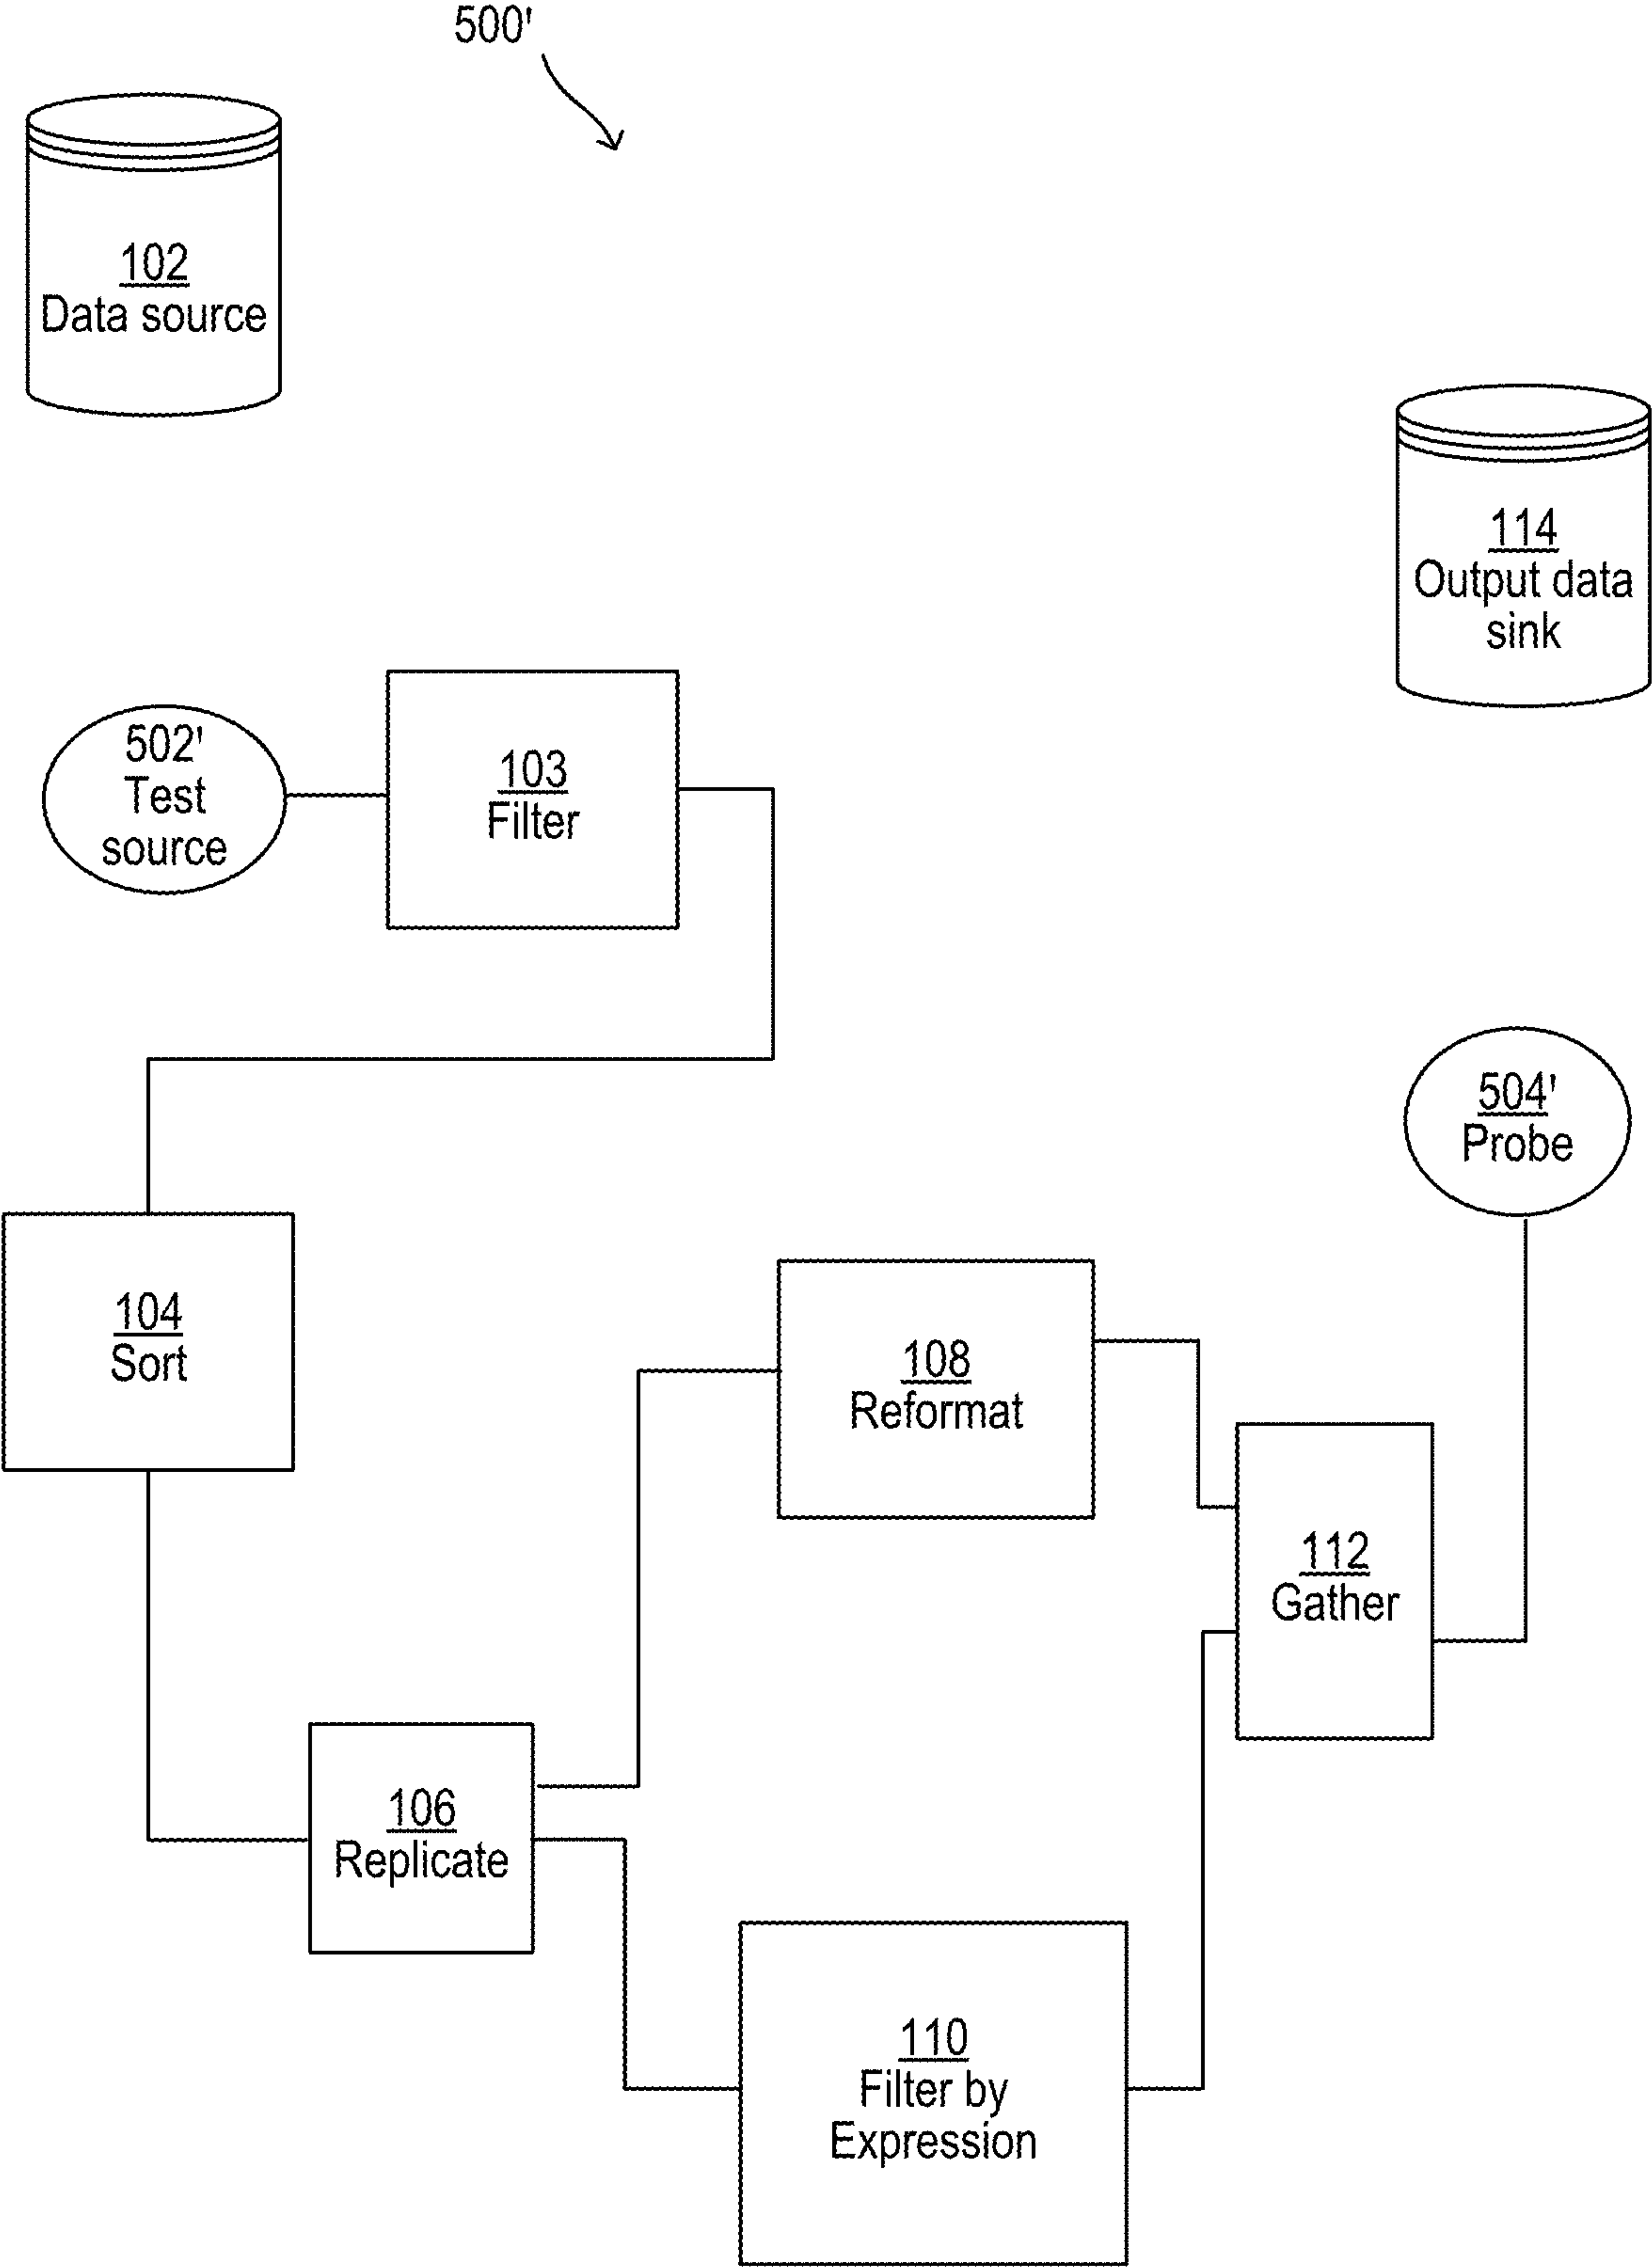 500'
102
Data source
114
Output data
sink
502'
Test
source
103
Filter
504'
Probe
104
Sort
108
Reformat
112
Gather
106
Replicate
110
Filter by
Expression